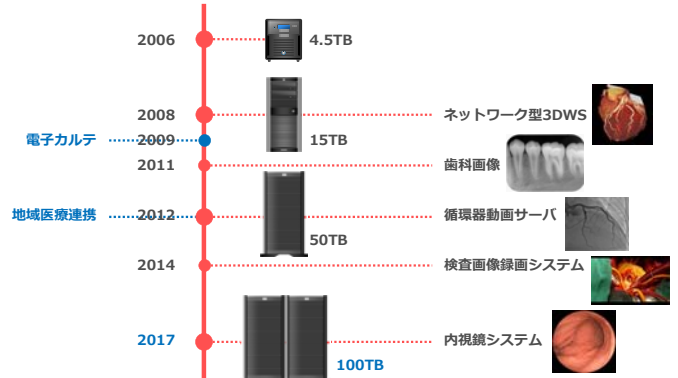 2006
4.5TB
2008
ネットワーク型3DWS
電子カルテ
2009
15TB
2011
歯科画像
地域医療連携
2012
循環器動画サーバ
50TB
2014
検査画像録画システム
2017
内視鏡システム
100TB